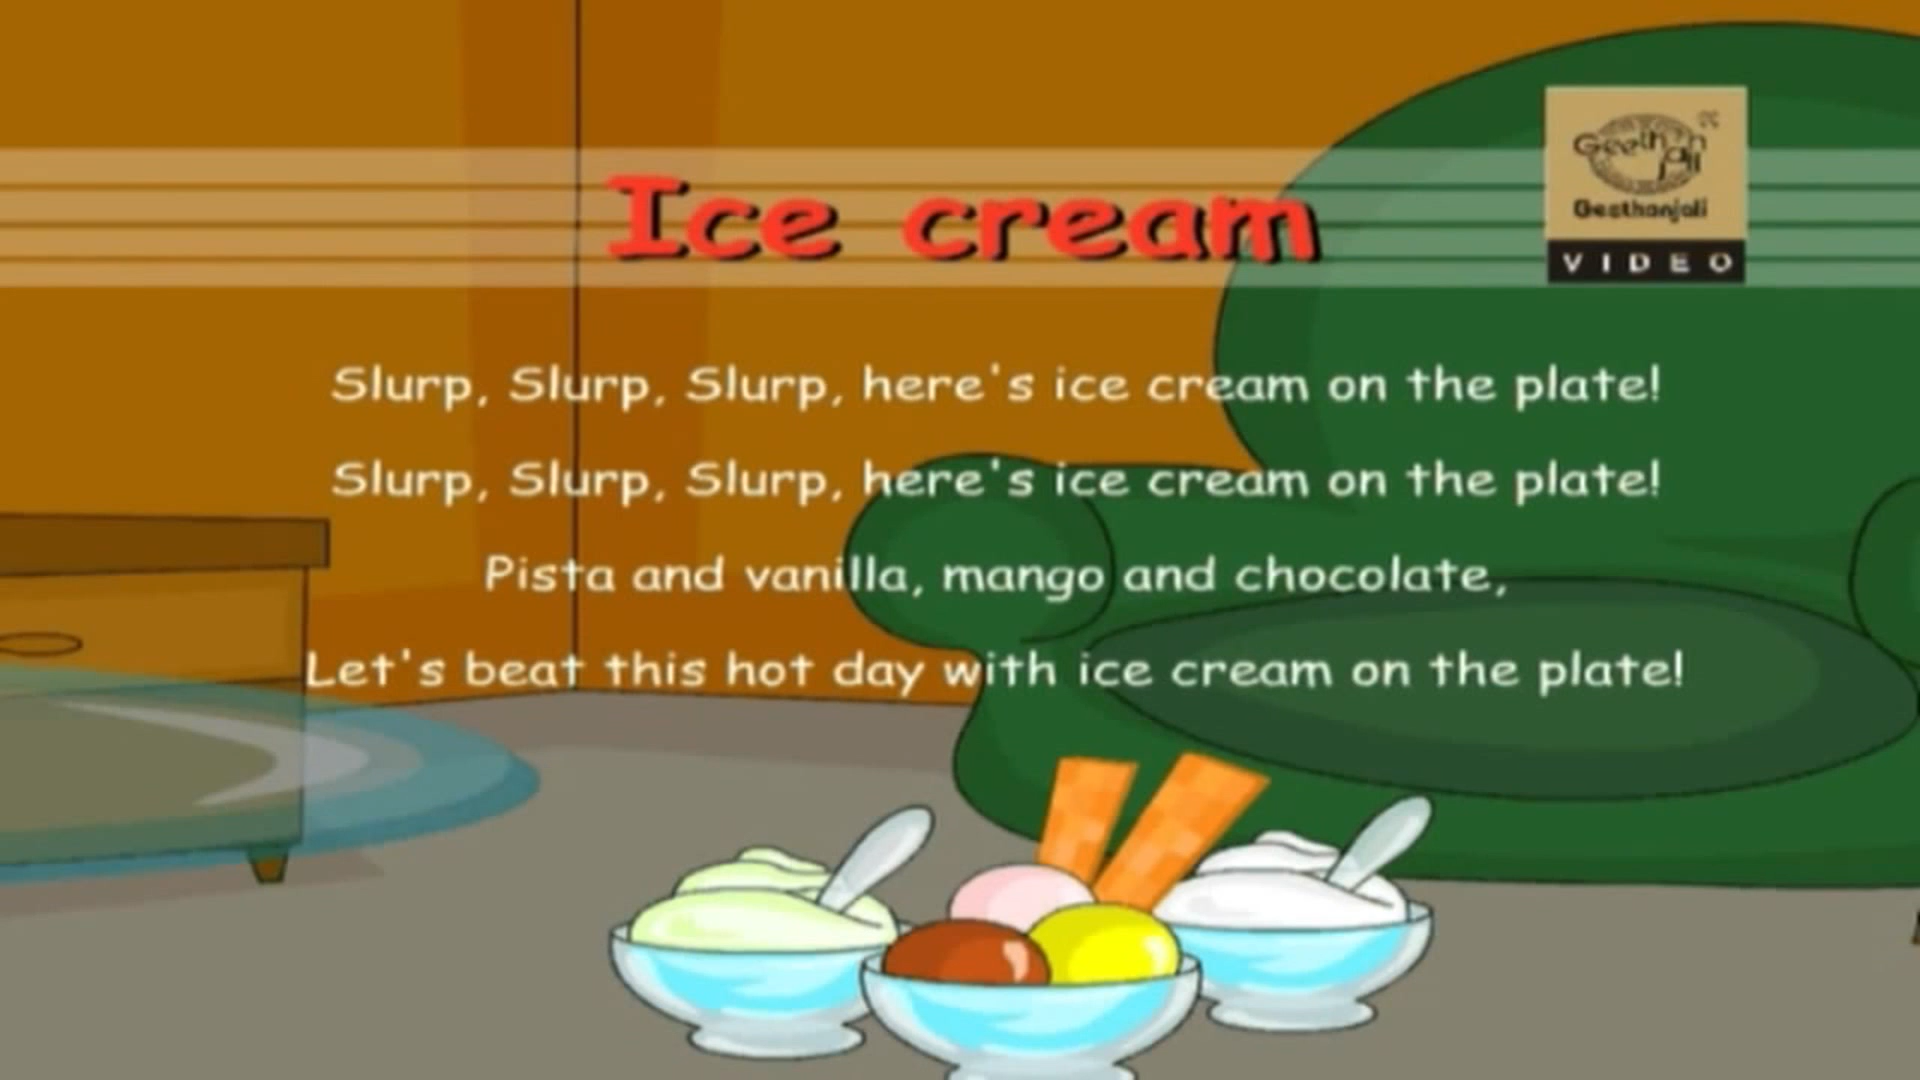 Ice cream
Geethanjali
Geethanjali
VIDEO
Slurp, Slurp, Slurp, here's ice cream on the plate!
Slurp, Slurp, Slurp, here's ice cream on the plate!
Pista and vanilla, mango and chocolate,
Let's beat this hot day with ice cream on the plate!